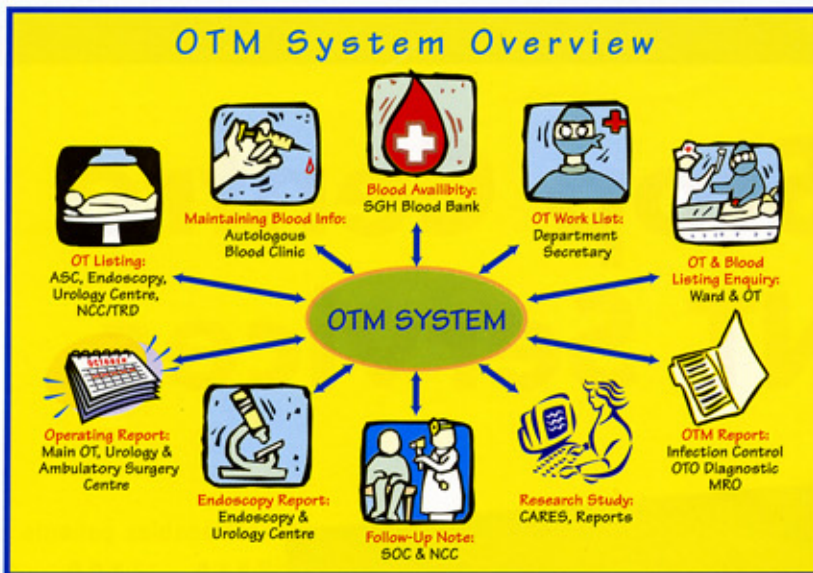 OTM System Overview
Blood Availibity:
SGH Blood Bank
Maintaining Blood Info:
Autologous
Blood Clinic
OT Work List:
Department
Secretary
OT Listing:
ASC, Endoscopy,
Urology Centre,
NCC/TRD
OT & Blood
Listing Enquiry:
Ward & OT
OTM SYSTEM
OCTOBER
Operating Report:
Main OT, Urology &
Ambulatory Surgery
Centre
Endoscopy Report:
Endoscopy &
Urology Centre
Follow-Up Note:
SOC & NCC
Research Study:
CARES, Reports
OTM Report:
Infection Control
OTO Diagnostic
MRO